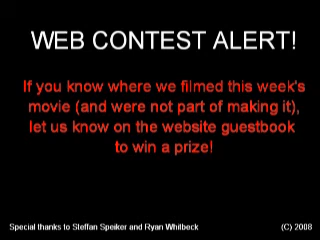 WEB CONTEST ALERT!
If you know where we filmed this week's
movie (and were not part of making it),
let us know on the website guestbook
to win a prize!
Special thanks to Steffan Speiker and Ryan Whitbeck (C) 2008